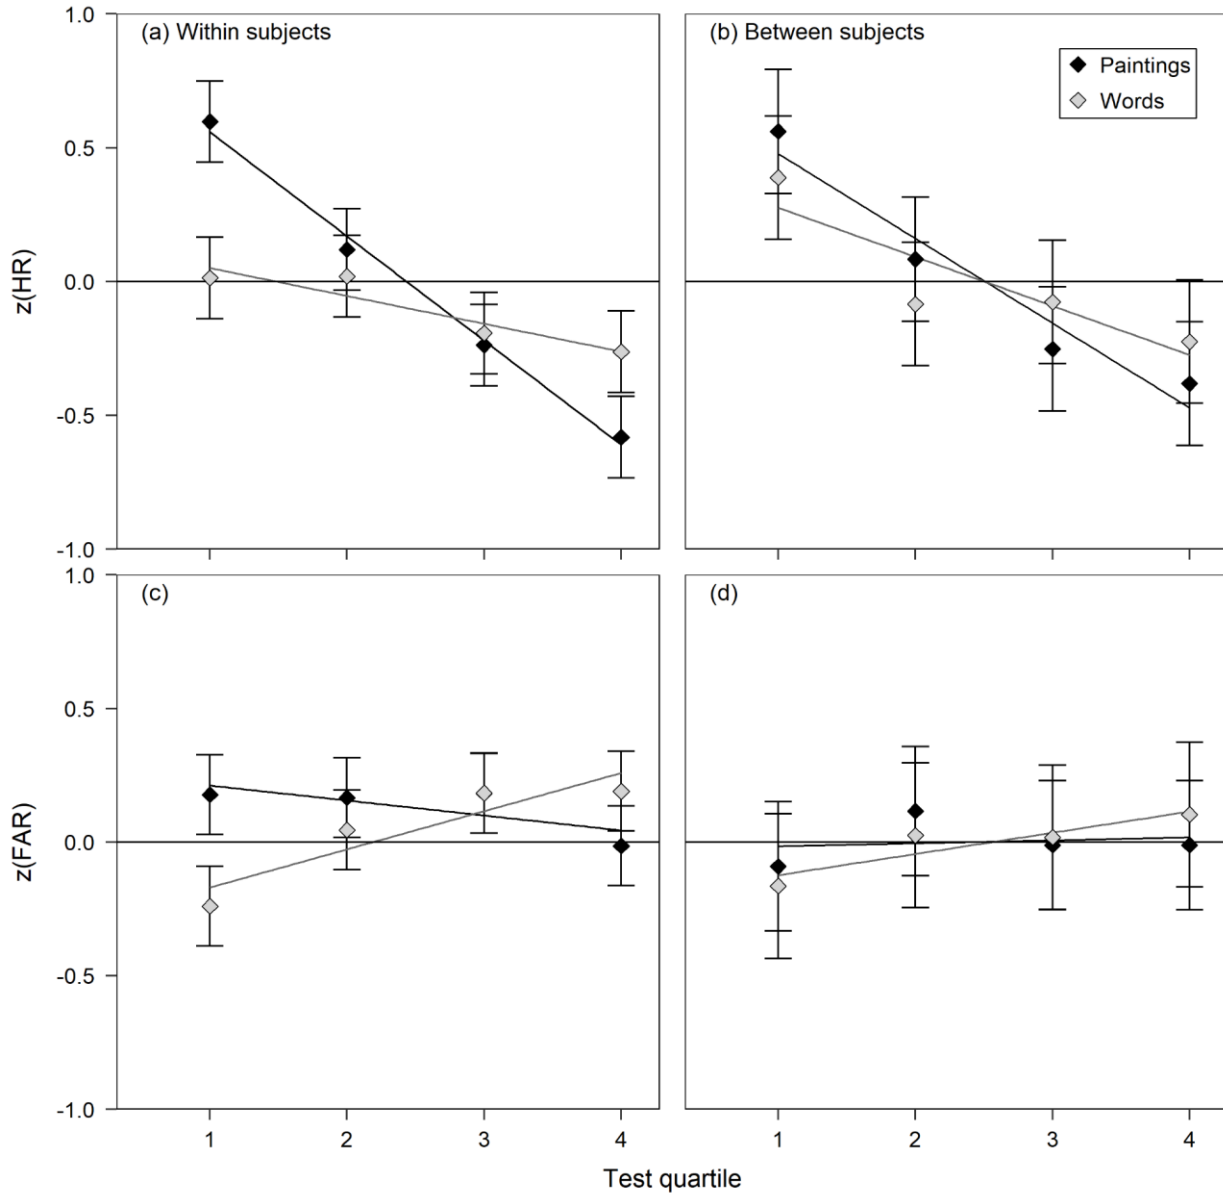 (a) Within subjects
(b) Between subjects
Paintings
Words
1.0
0.5
0.0
-0.5
-1.0
z(HR)
(c)
(d)
1.0
0.5
0.0
-0.5
-1.0
z(FAR)
1 2 3 4
1 2 3 4
Test quartile